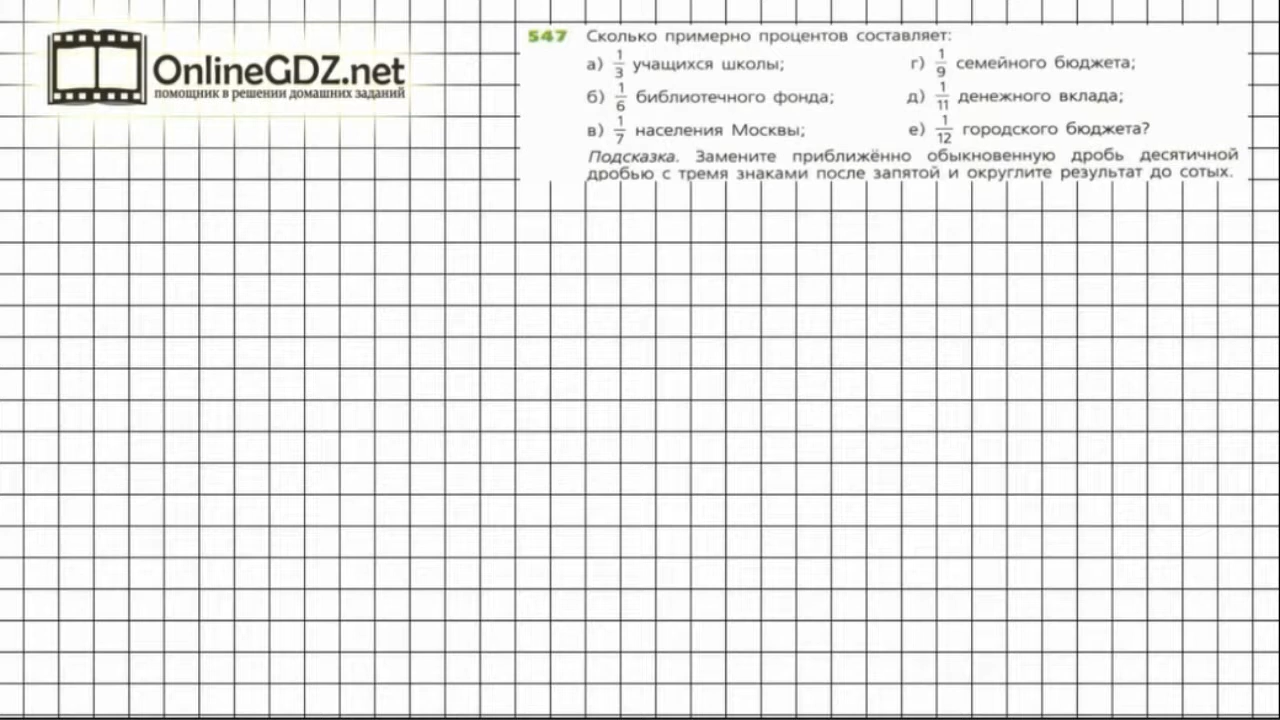 OnlineGDZ.net
помощник в решении домашних заданий
547 Сколько примерно процентов составляет:
а) 1/3 учащихся школы;
б) 1/6 библиотечного фонда;
в) 1/7 населения Москвы;
г) 1/9 семейного бюджета;
д) 1/11 денежного вклада;
е) 1/12 городского бюджета?
Подсказка. Замените приближённо обыкновенную дробь десятичной
дробью с тремя знаками после запятой и округлите результат до сотых.